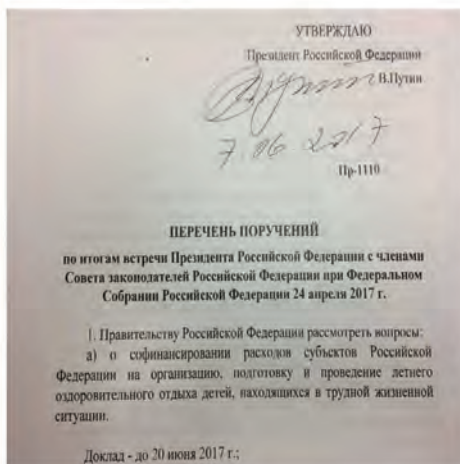 УТВЕРЖДАЮ
Президент Российской Федерации
В.Путин
7.06 2017
Пр-1110
ПЕРЕЧЕНЬ ПОРУЧЕНИЙ
по итогам встречи Президента Российской Федерации с членами
Совета законодателей Российской Федерации при Федеральном
Собрании Российской Федерации 24 апреля 2017 г.
1. Правительству Российской Федерации рассмотреть вопросы:
а) о софинансировании расходов субъектов Российской
Федерации на организацию, подготовку и проведение летнего
оздоровительного отдыха детей, находящихся в трудной жизненной
ситуации.
Доклад - до 20 июня 2017 г.;